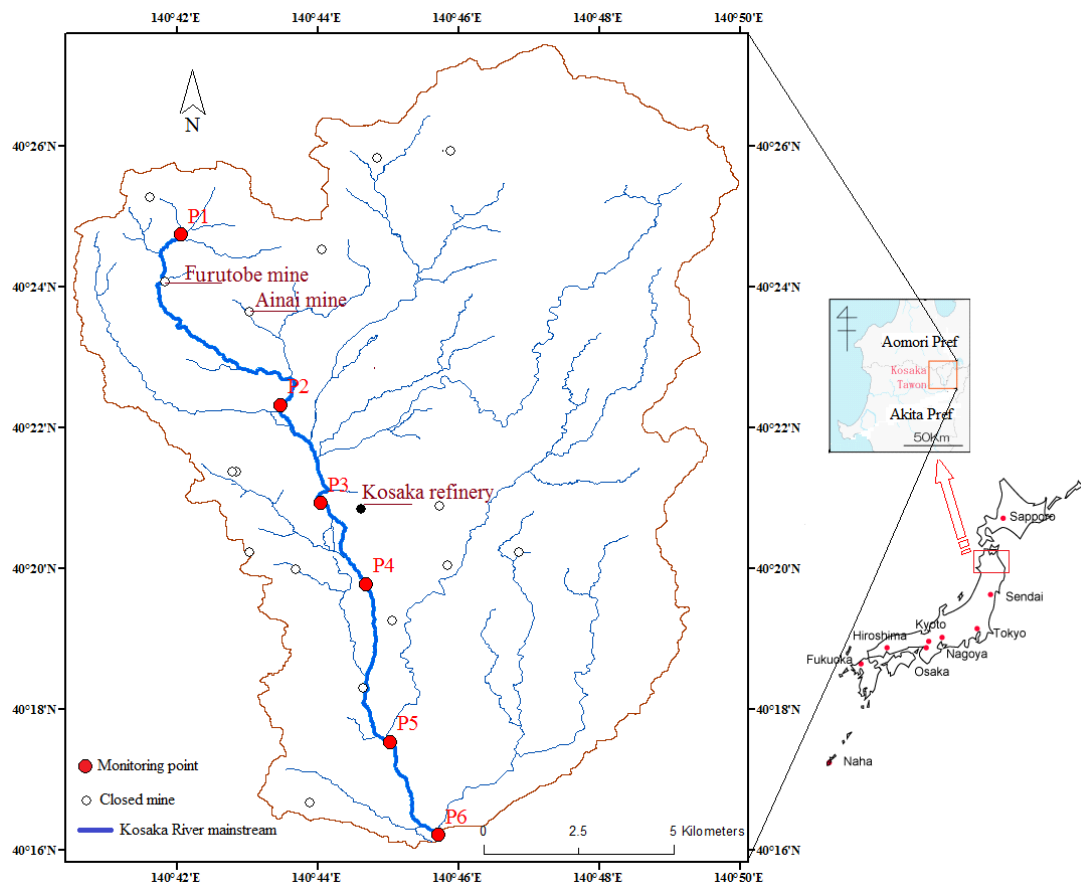 140°42'E 140°44'E 140°46'E 140°48'E 140°50'E
N
40°26'N 40°26'N
P1
Furutobe mine
40°24'N 40°24'N
Ainai mine
Aomori Pref
Kosaka
Tawon
P2
Akita Pref
50Km
40°22'N 40°22'N
P3
Kosaka refinery
Sapporo
P4
40°20'N 40°20'N
Sendai
Kyoto
Hiroshima
Tokyo
Nagoya
Fukuoka
Osaka
40°18'N 40°18'N
P5
Naha
Monitoring point
Closed mine
Kosaka River mainstream
P6
0 2.5 5 Kilometers
40°16'N 40°16'N
140°42'E 140°44'E 140°46'E 140°48'E 140°50'E